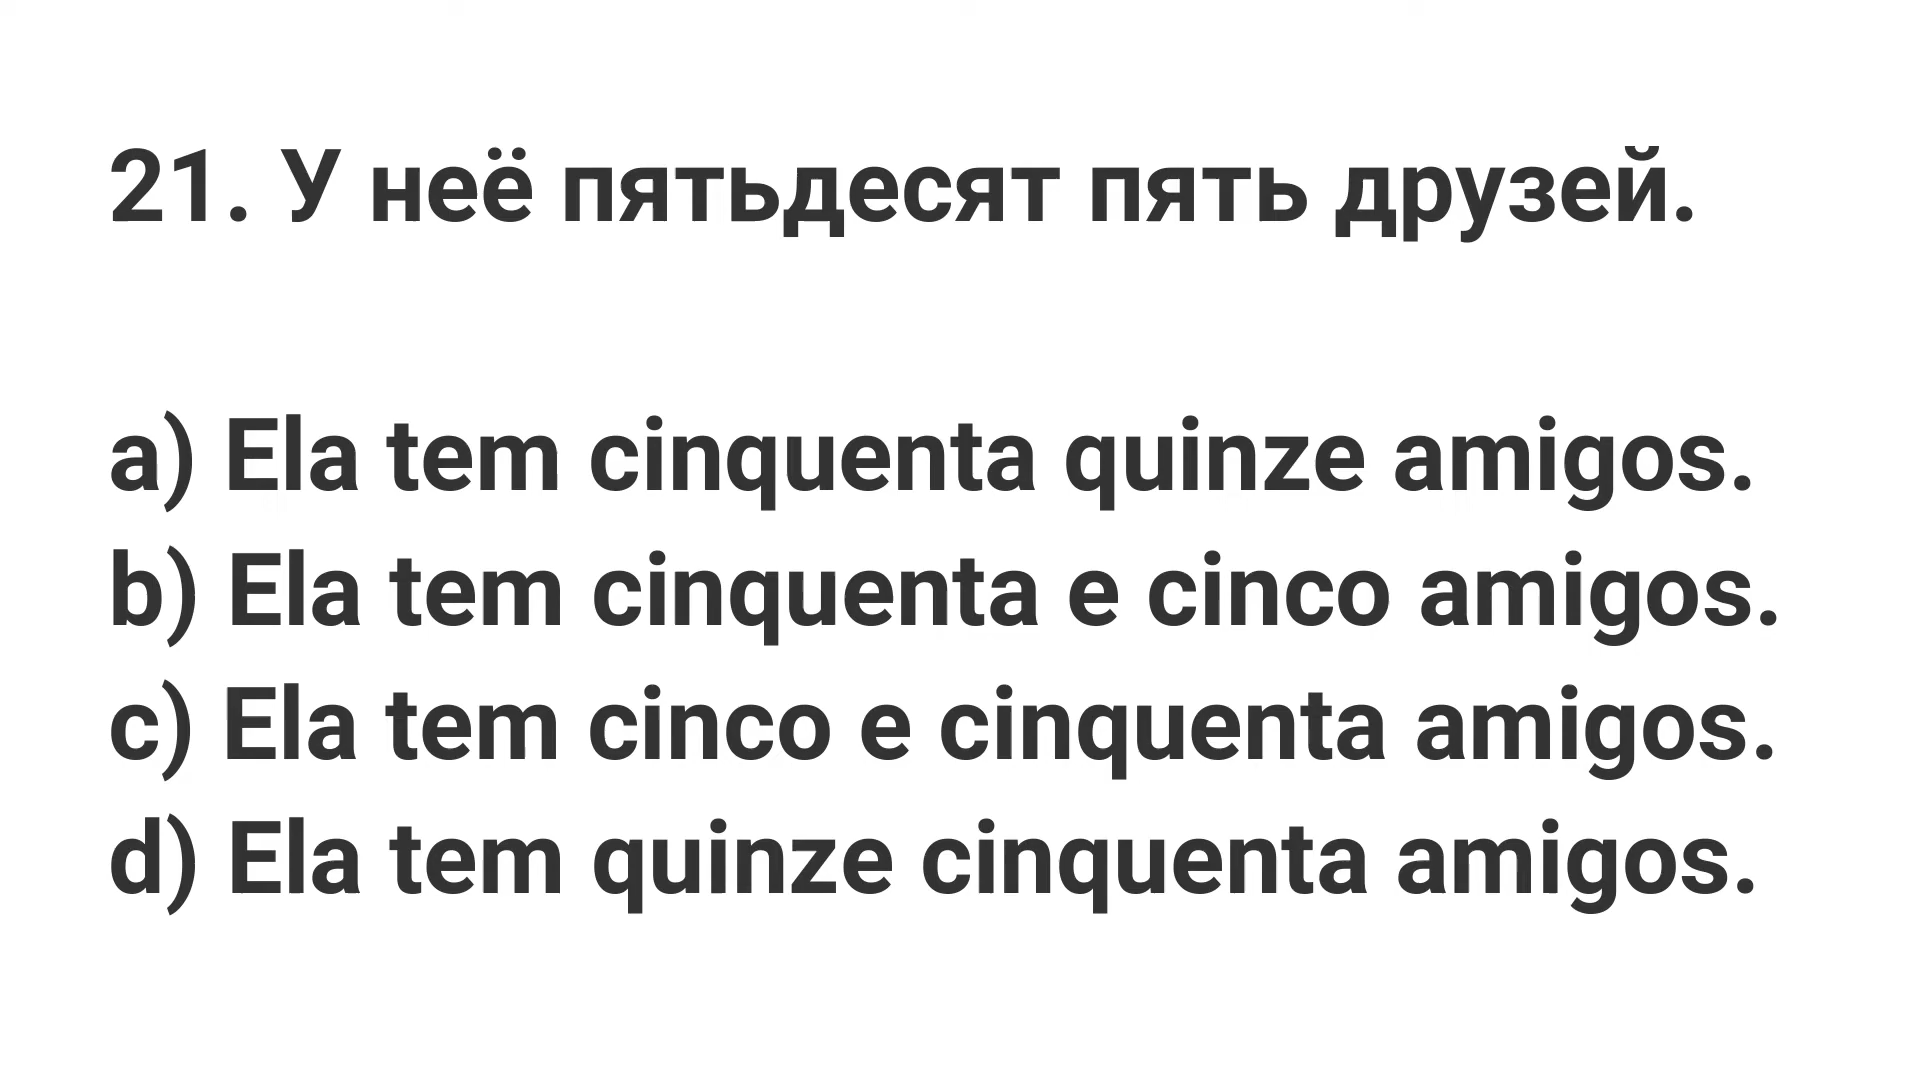 21. У неё пятьдесят пять друзей.
a) Ela tem cinquenta quinze amigos.
b) Ela tem cinquenta e cinco amigos.
c) Ela tem cinco e cinquenta amigos.
d) Ela tem quinze cinquenta amigos.